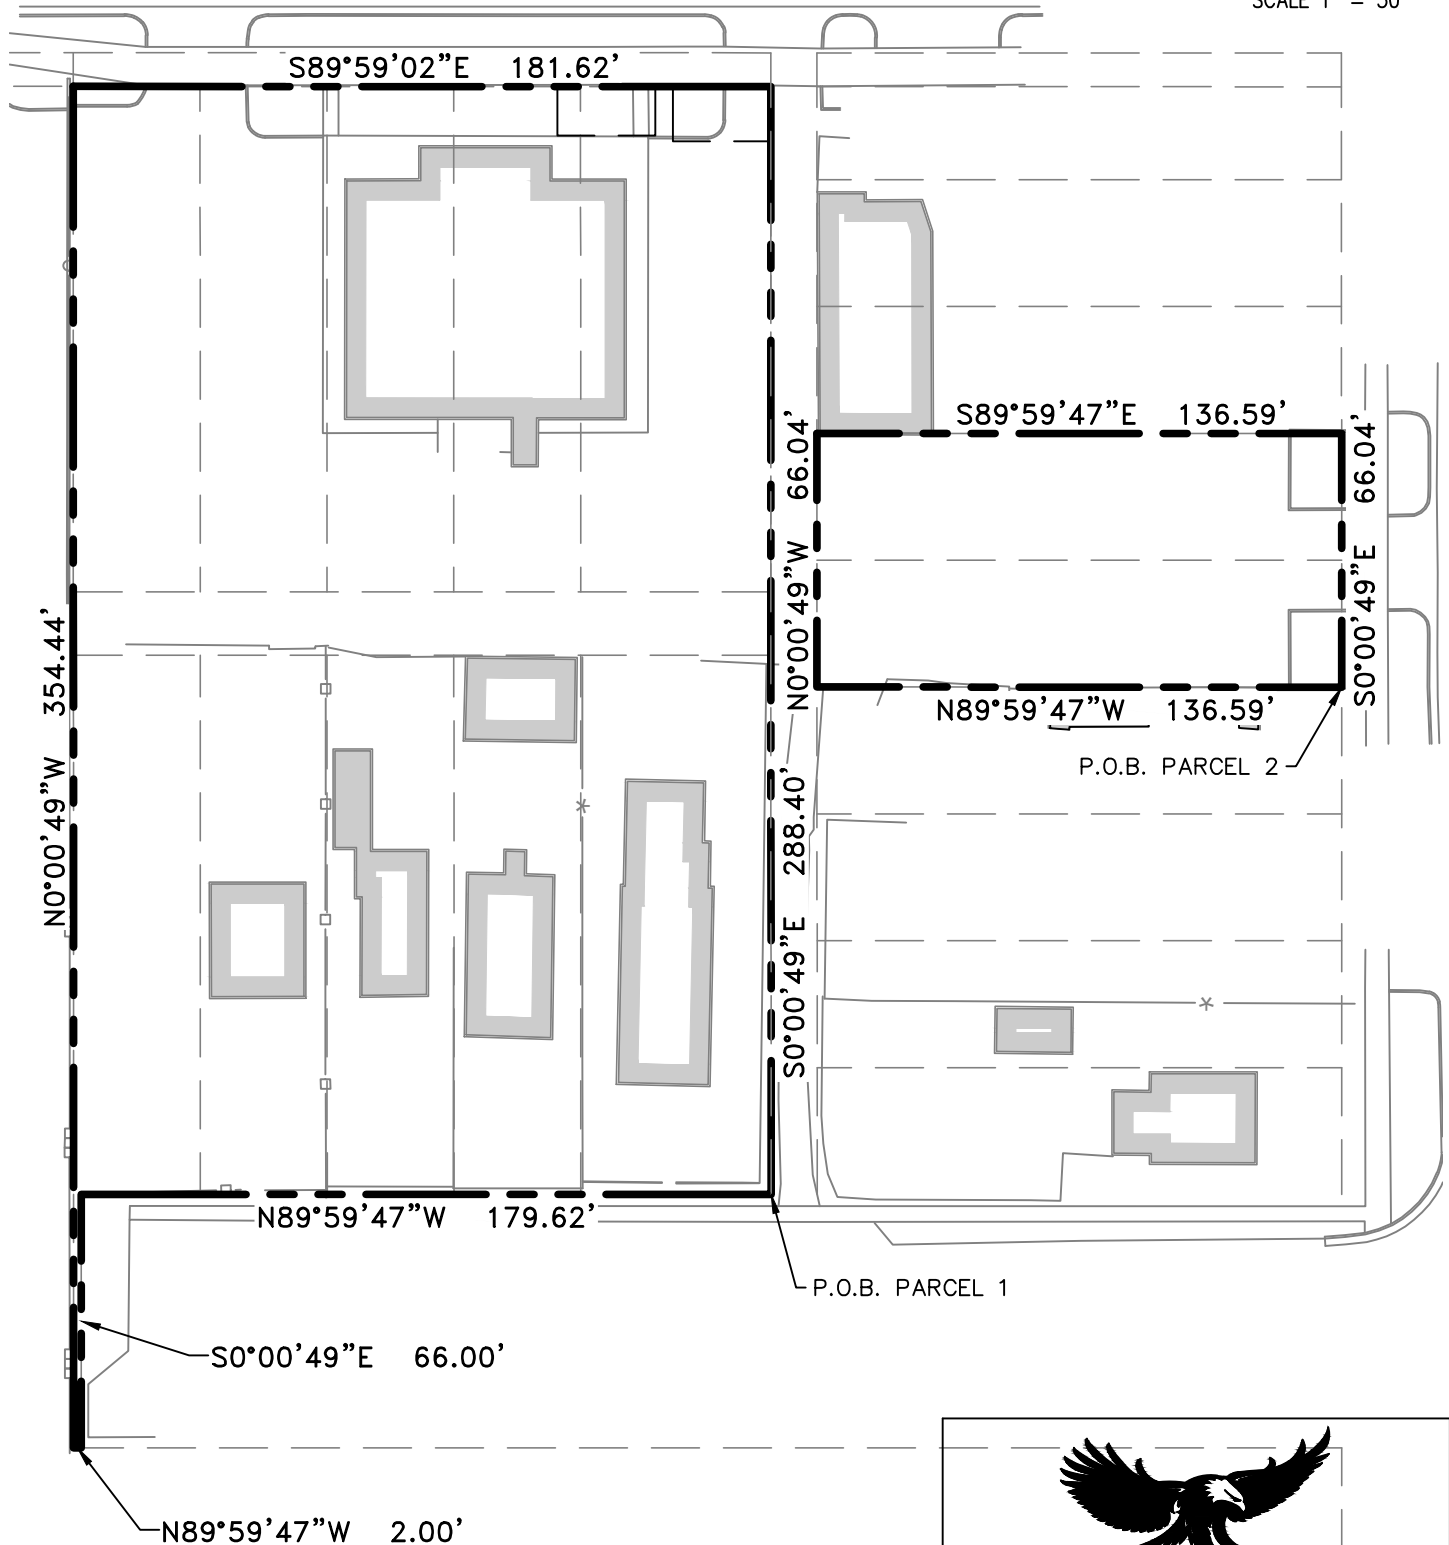 S89°59'02"E 181.62'
S89°59'47"E 136.59'
N0°00'49"W 66.04'
S0°00'49"E 66.04'
N0°00'49"W 354.44'
N89°59'47"W 136.59'
P.O.B. PARCEL 2
S0°00'49"E 288.40'
N89°59'47"W 179.62'
P.O.B. PARCEL 1
S0°00'49"E 66.00'
N89°59'47"W 2.00'